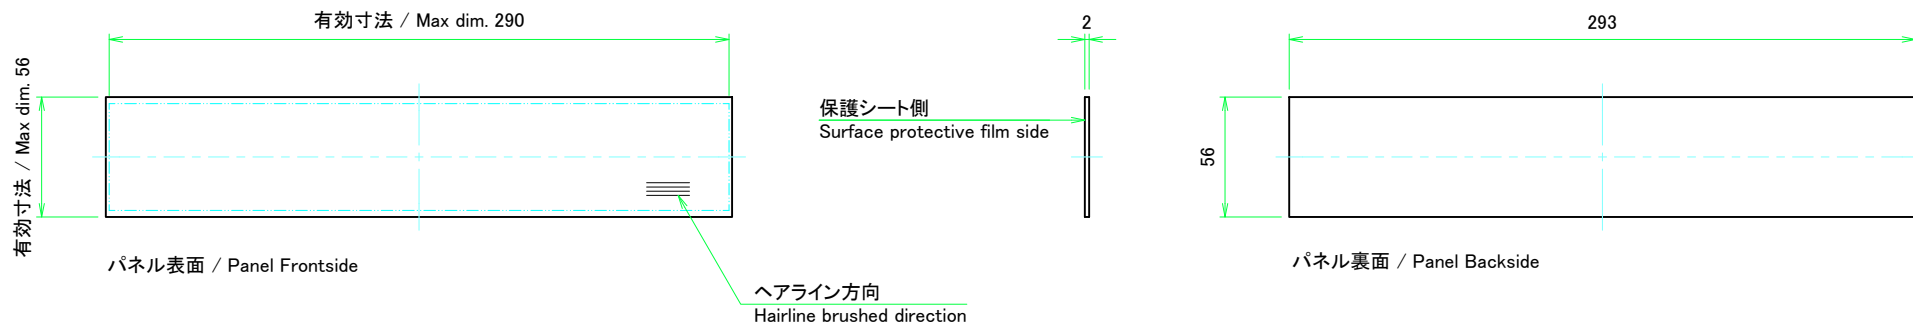 有効寸法 / Max dim. 290
有効寸法 / Max dim. 56
パネル表面 / Panel Frontside
ヘアライン方向
Hairline brushed direction
2
保護シート側
Surface protective film side
293
56
パネル裏面 / Panel Backside